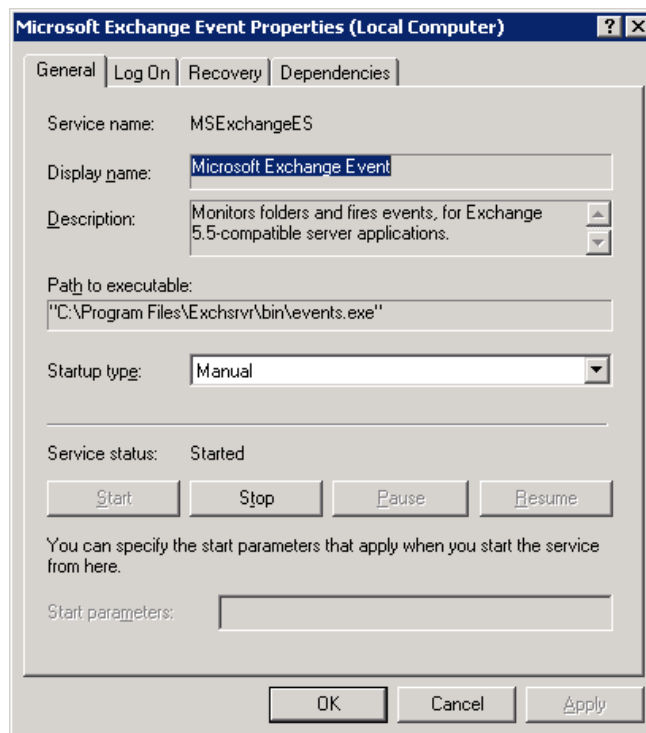 Microsoft Exchange Event Properties (Local Computer)
General Log On Recovery Dependencies
Service name: MSExchangeES
Display name: Microsoft Exchange Event
Description: Monitors folders and fires events, for Exchange
5.5-compatible server applications.
Path to executable:
"C:\Program Files\Exchsrvr\bin\events.exe"
Startup type: Manual
Service status: Started
Start Stop Pause Resume
You can specify the start parameters that apply when you start the service
from here.
Start parameters:
OK Cancel Apply